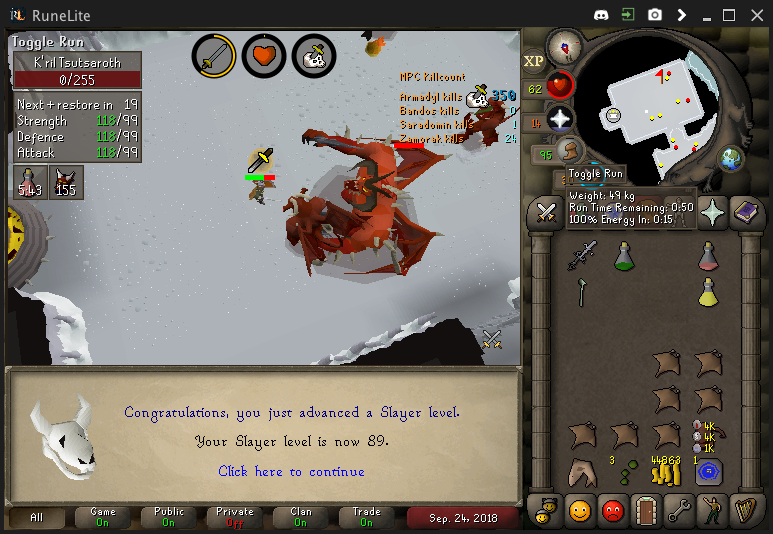 RuneLite
Toggle Run
K'ril Tsutsaroth
0/255
Next + restore in 19
Strength 118/99
Defence 118/99
Attack 118/99
5:43
155
NPC Killcount
350
Armadyl kills
Bandos kills 0
Saradomin kills 1
Zamorak kills 24
XP
62
14
95
Toggle Run
Weight: 49 kg
Run Time Remaining: 0:50
100% Energy In: 0:15
4K
4K
1K
3
44863
1
Congratulations, you just advanced a Slayer level.
Your Slayer level is now 89.
Click here to continue
All
Game
On
Public
On
Private
Off
Clan
On
Trade
On
Sep. 24, 2018